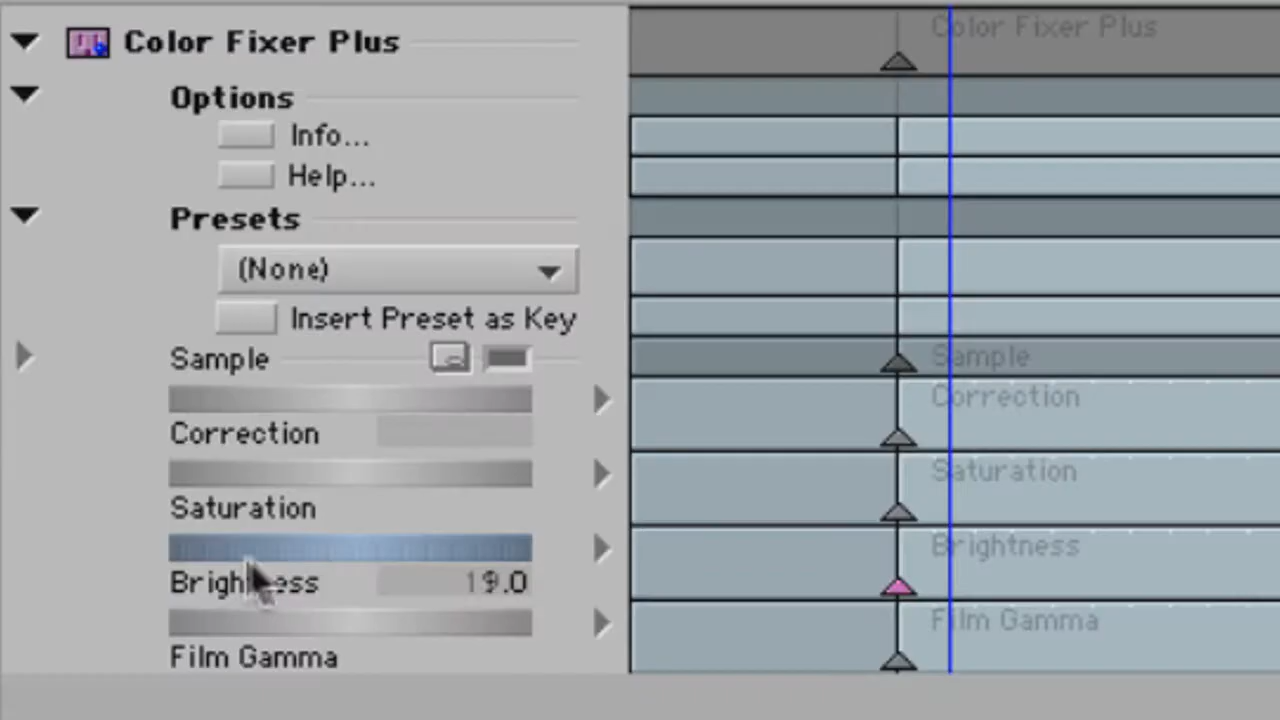 Color Fixer Plus
Color Fixer Plus
Options
Info...
Help...
Presets
(None)
Insert Preset as Key
Sample
Sample
Correction
Correction
Saturation
Saturation
Brightness
19.0
Brightness
Film Gamma
Film Gamma